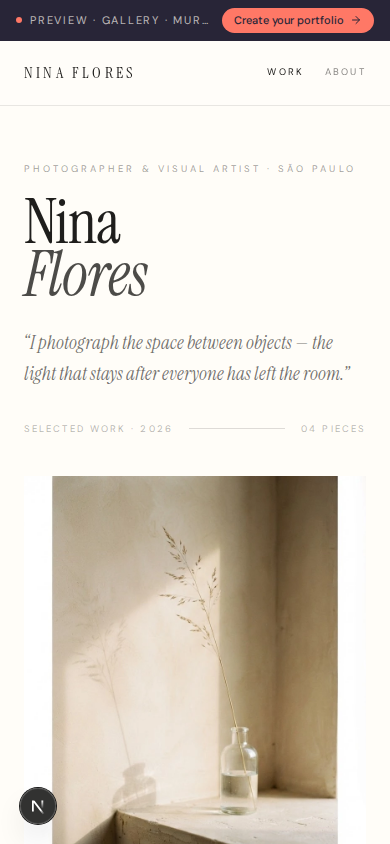 PREVIEW · GALLERY · MUR…
Create your portfolio →
NINA FLORES
WORK
ABOUT
PHOTOGRAPHER & VISUAL ARTIST · SÃO PAULO
Nina
Flores
“I photograph the space between objects — the
light that stays after everyone has left the room.”
SELECTED WORK · 2026
04 PIECES
N